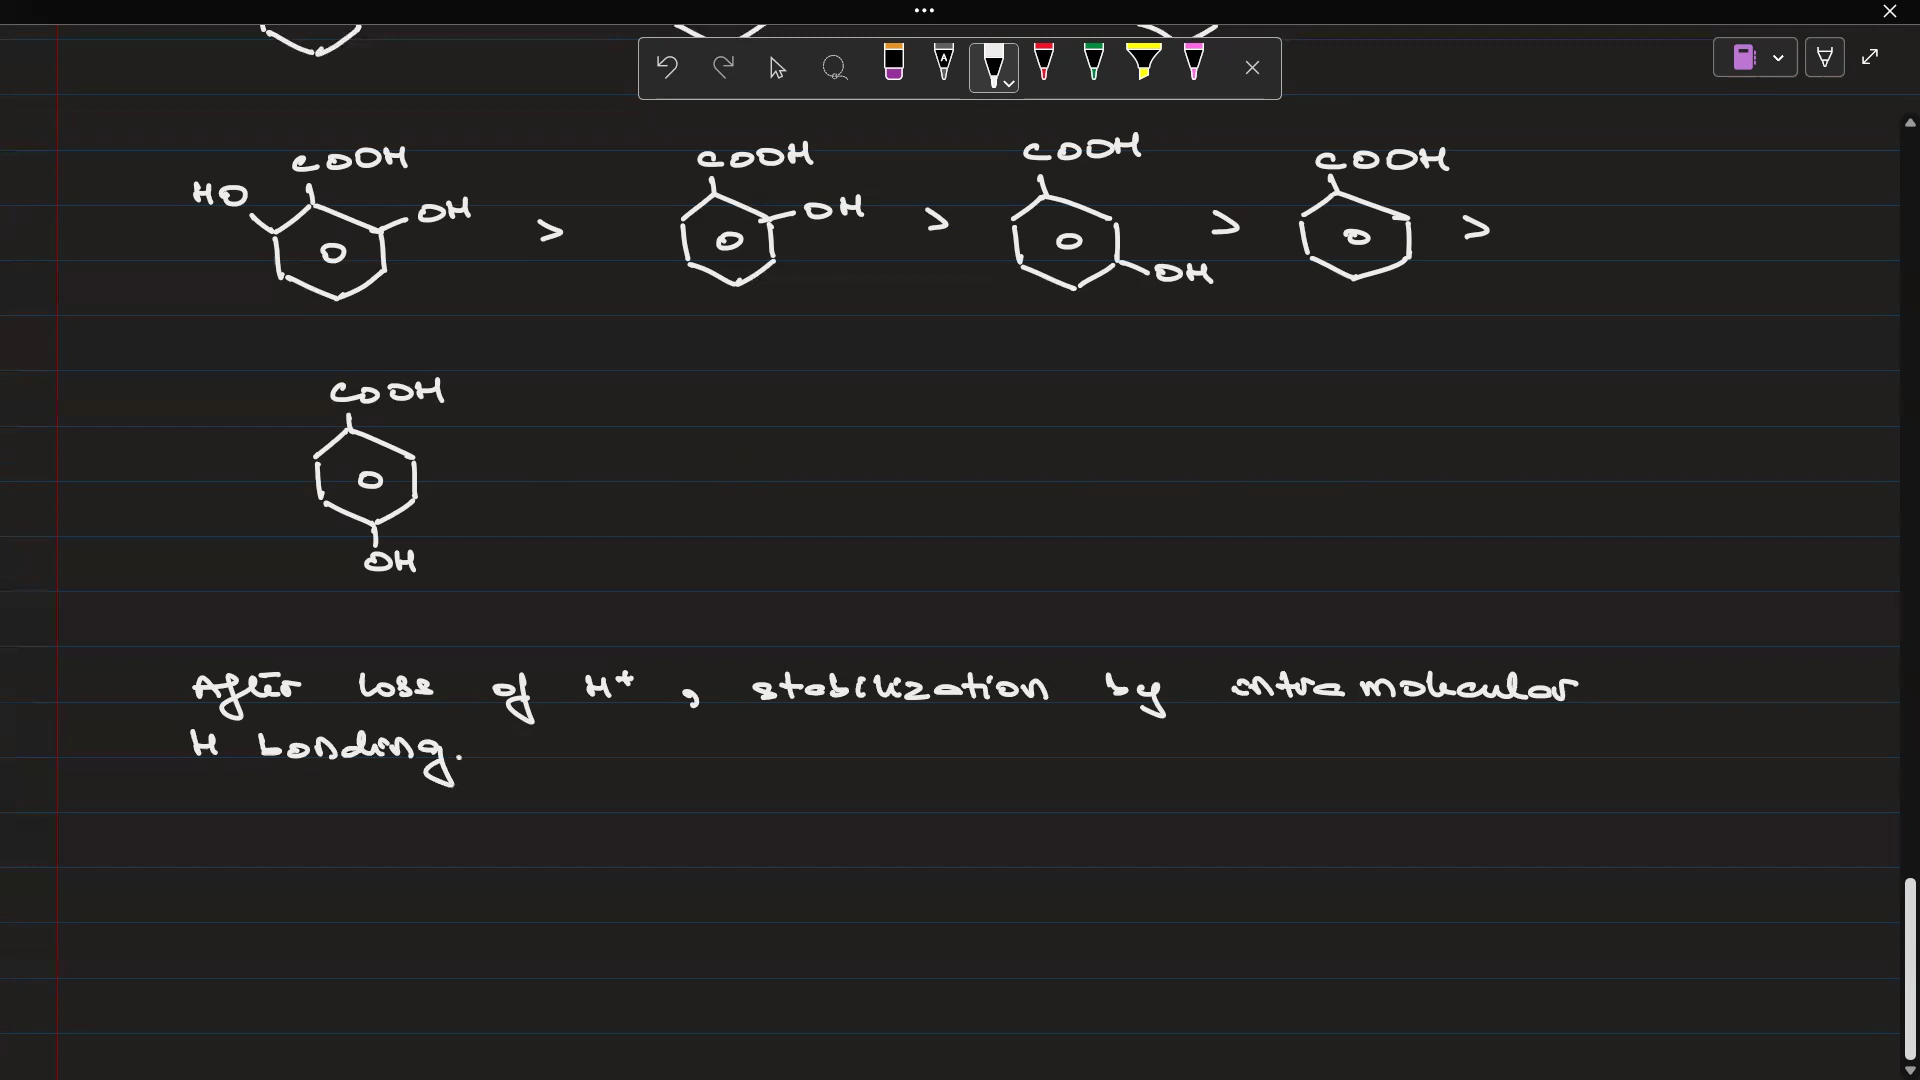 COOH COOH COOH COOH
HO OH > OH > > >
OH
COOH
OH
After loss of H+, stabilization by intramolecular
H bonding.